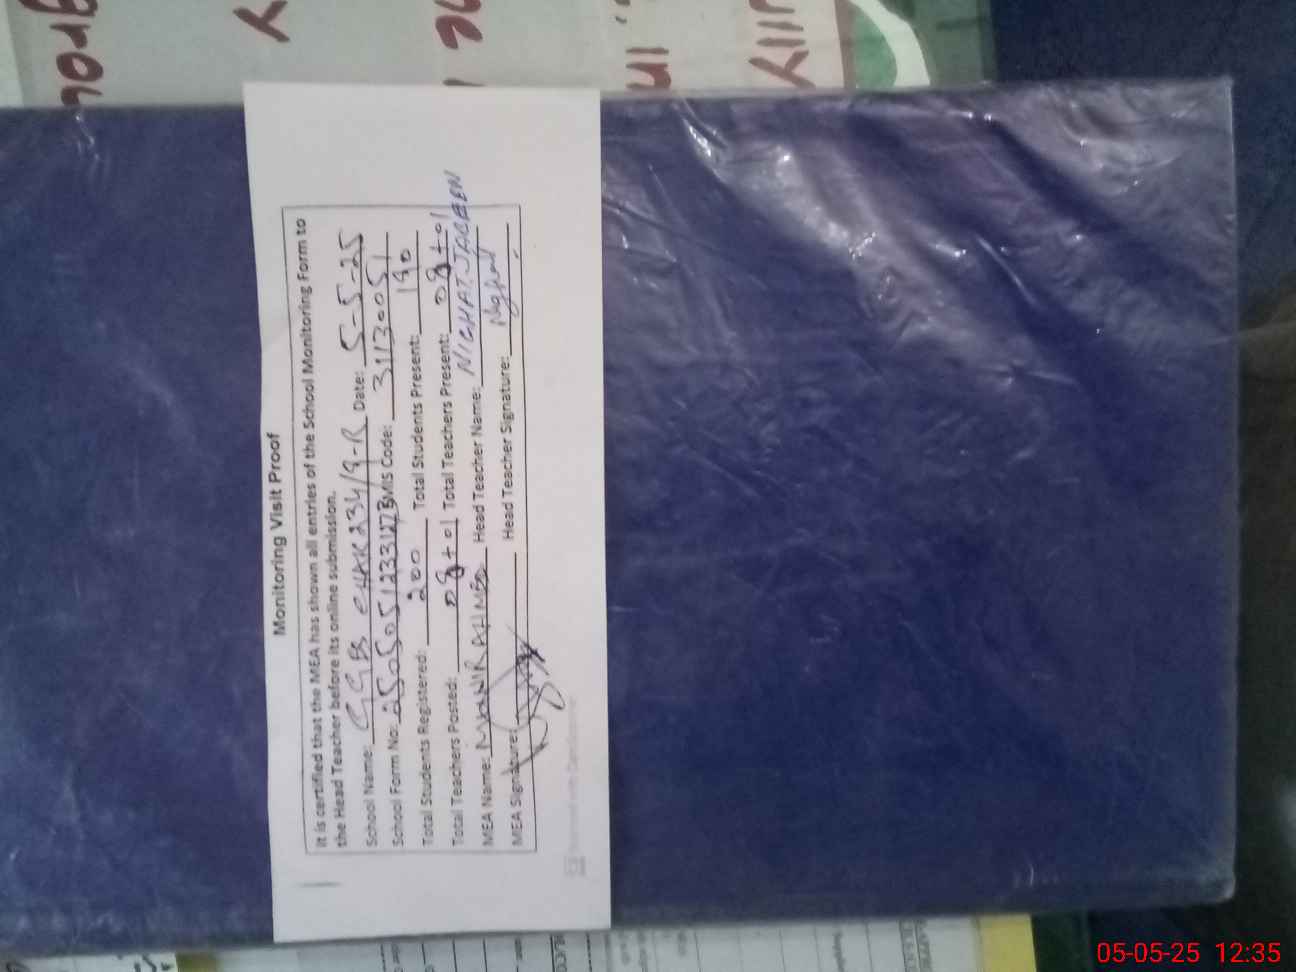 Monitoring Visit Proof
It is certified that the MEA has shown all entries of the School Monitoring Form to
the Head Teacher before its online submission.
School Name: GGES CHAK 234/9-R Date: 5-5-25
School Form No: EMIS Code: 31130051
Total Students Registered: 200 Total Students Present: 190
Total Teachers Posted: 08+01 Total Teachers Present: 08+01
MEA Name: MUNIR AHMED Head Teacher Name: NIGHAT JABEEN
MEA Signature: Head Teacher Signature:
05-05-25 12:35